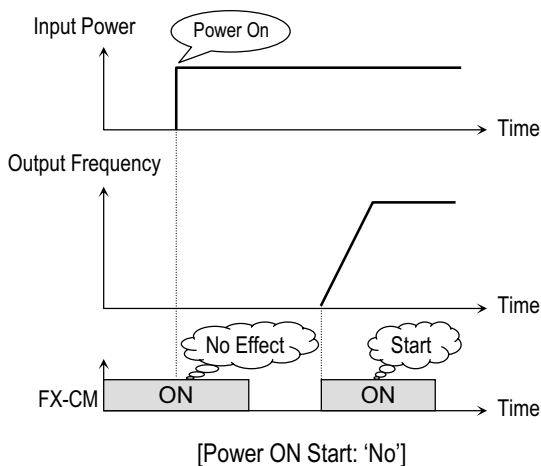 Input Power
Power On
Time
Output Frequency
Time
No Effect
Start
FX-CM
ON
ON
Time
[Power ON Start: 'No']